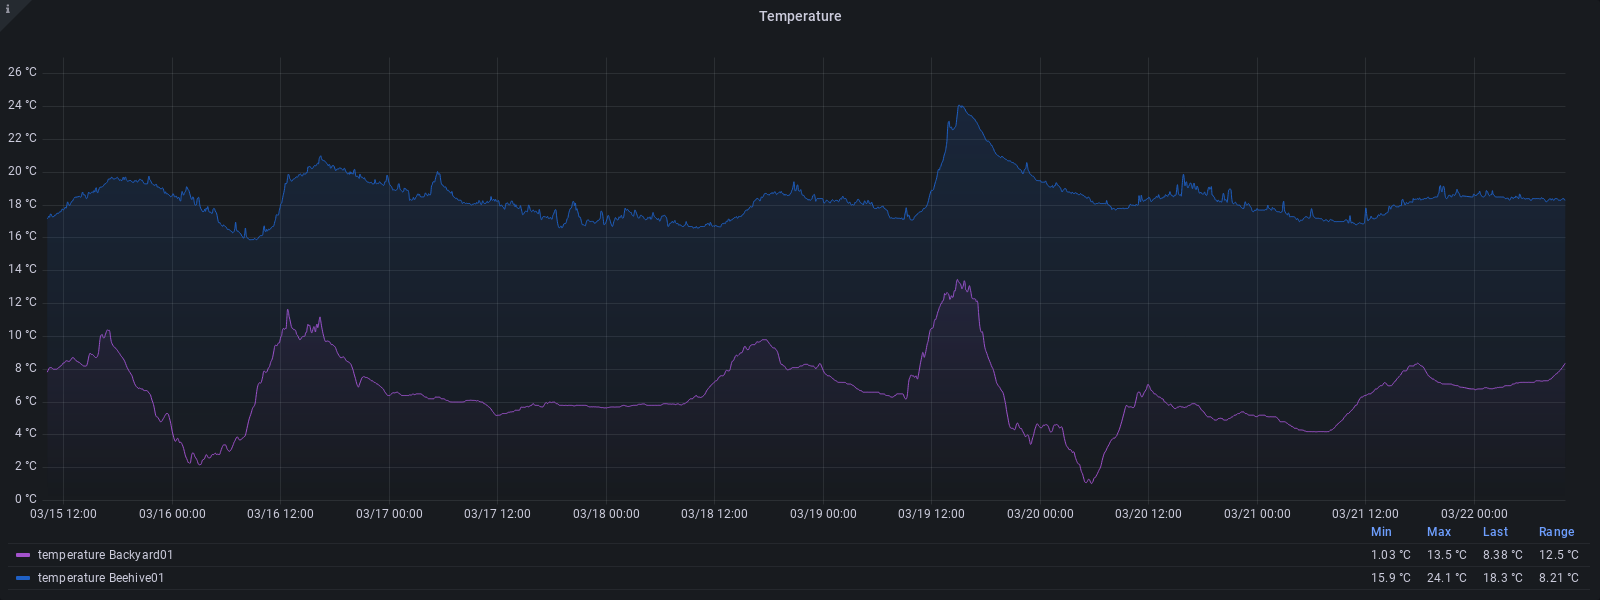 i
Temperature
26 °C
24 °C
22 °C
20 °C
18 °C
16 °C
14 °C
12 °C
10 °C
8 °C
6 °C
4 °C
2 °C
0 °C
03/15 12:00 03/16 00:00 03/16 12:00 03/17 00:00 03/17 12:00 03/18 00:00 03/18 12:00 03/19 00:00 03/19 12:00 03/20 00:00 03/20 12:00 03/21 00:00 03/21 12:00 03/22 00:00
Min Max Last Range
temperature Backyard01 1.03 °C 13.5 °C 8.38 °C 12.5 °C
temperature Beehive01 15.9 °C 24.1 °C 18.3 °C 8.21 °C